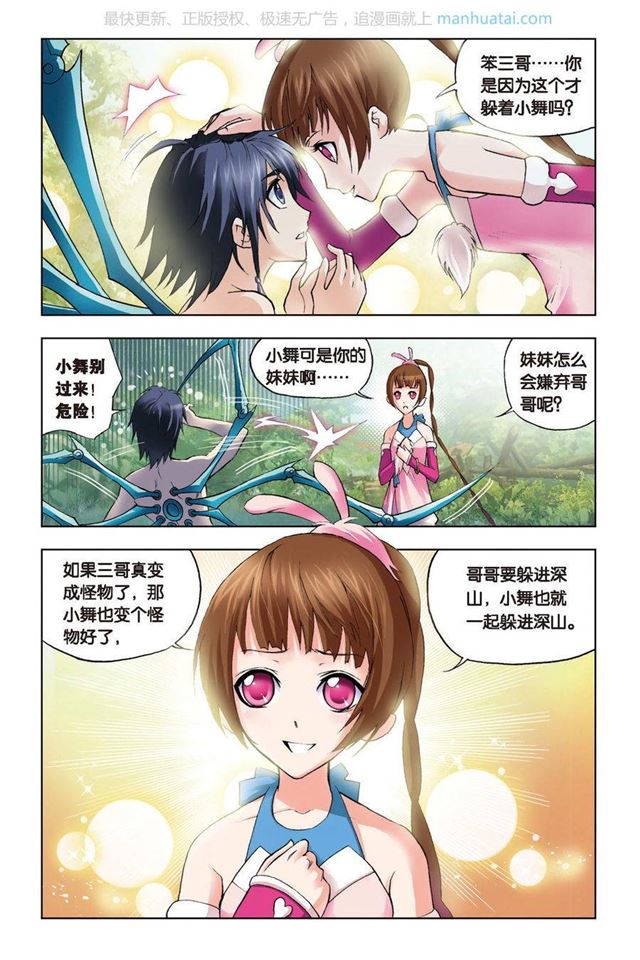 最快更新、正版授权、极速无广告，追漫画就上 manhuatai.com
笨三哥……你
是因为这个才
躲着小舞吗？
小舞别
过来！
危险！
小舞可是你的
妹妹啊……
妹妹怎么
会嫌弃哥
哥呢？
如果三哥真变
成怪物了，那
小舞也变个怪
物好了，
哥哥要躲进深
山，小舞也就
一起躲进深山。